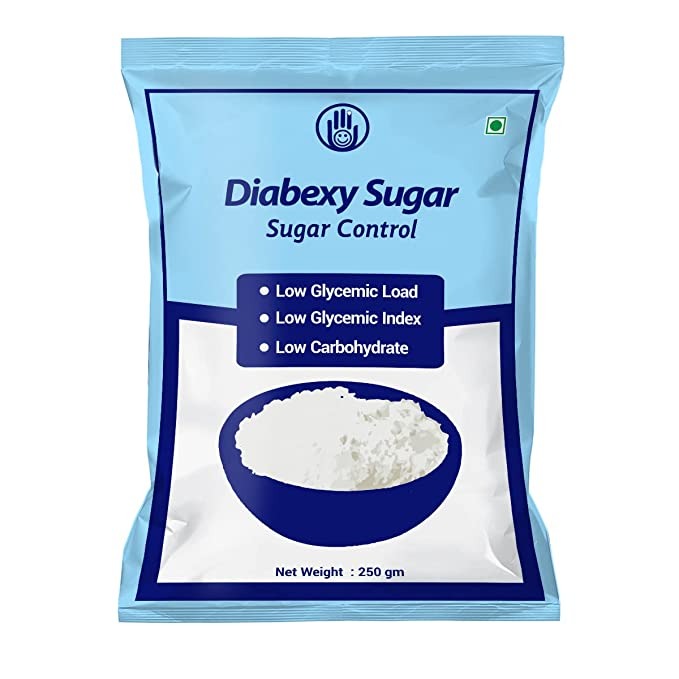 Diabexy Sugar
Sugar Control
• Low Glycemic Load
• Low Glycemic Index
• Low Carbohydrate
Net Weight : 250 gm